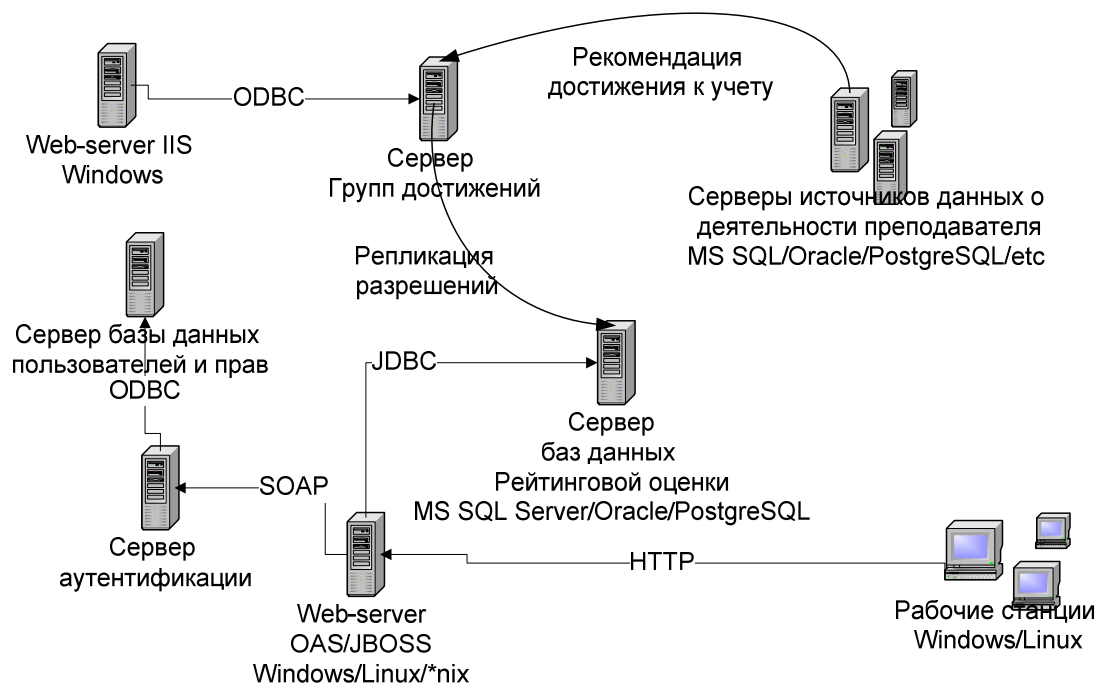 Рекомендация
достижения к учету
ODBC
Web-server IIS
Windows
Сервер
Групп достижений
Серверы источников данных о
деятельности преподавателя
MS SQL/Oracle/PostgreSQL/etc
Репликация
разрешений
Сервер базы данных
пользователей и прав
ODBC
JDBC
Сервер
баз данных
Рейтинговой оценки
MS SQL Server/Oracle/PostgreSQL
SOAP
Сервер
аутентификации
HTTP
Web-server
OAS/JBOSS
Windows/Linux/*nix
Рабочие станции
Windows/Linux